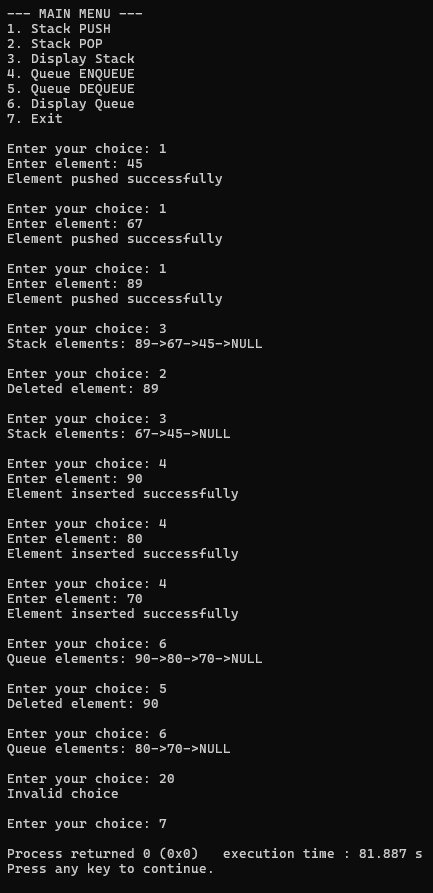 --- MAIN MENU ---
1. Stack PUSH
2. Stack POP
3. Display Stack
4. Queue ENQUEUE
5. Queue DEQUEUE
6. Display Queue
7. Exit

Enter your choice: 1
Enter element: 45
Element pushed successfully

Enter your choice: 1
Enter element: 67
Element pushed successfully

Enter your choice: 1
Enter element: 89
Element pushed successfully

Enter your choice: 3
Stack elements: 89->67->45->NULL

Enter your choice: 2
Deleted element: 89

Enter your choice: 3
Stack elements: 67->45->NULL

Enter your choice: 4
Enter element: 90
Element inserted successfully

Enter your choice: 4
Enter element: 80
Element inserted successfully

Enter your choice: 4
Enter element: 70
Element inserted successfully

Enter your choice: 6
Queue elements: 90->80->70->NULL

Enter your choice: 5
Deleted element: 90

Enter your choice: 6
Queue elements: 80->70->NULL

Enter your choice: 20
Invalid choice

Enter your choice: 7

Process returned 0 (0x0)   execution time : 81.887 s
Press any key to continue.